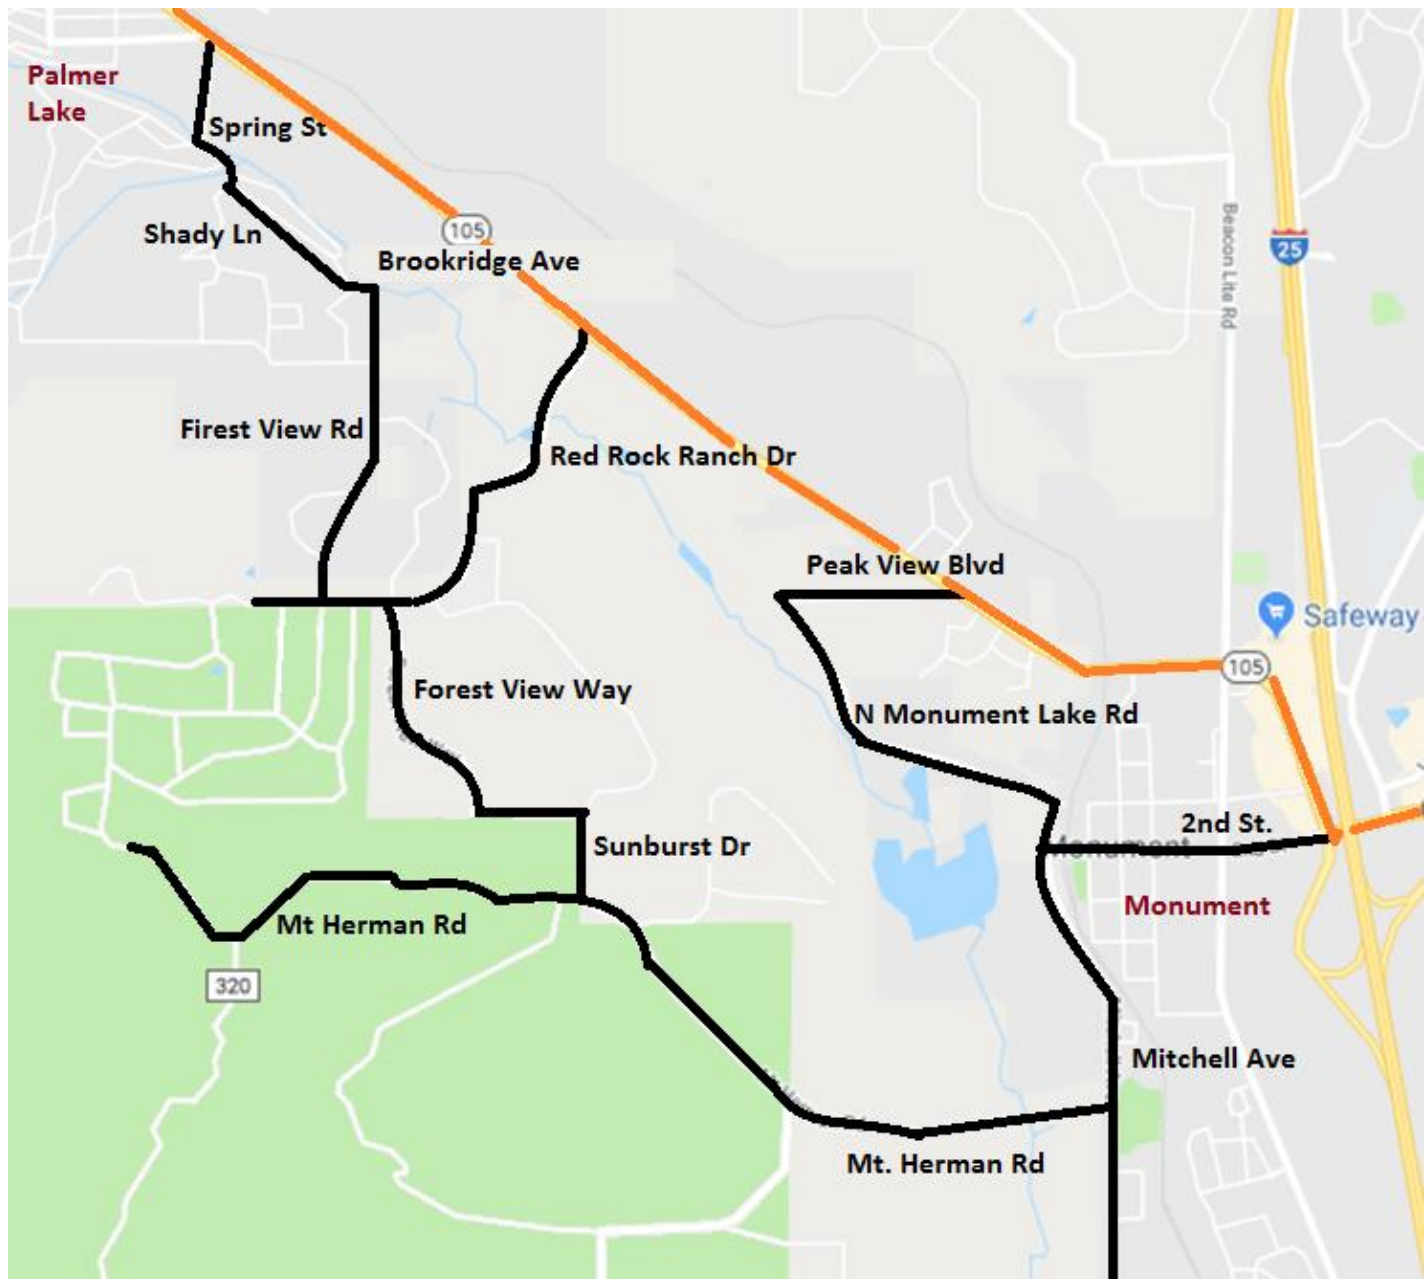 Palmer
Lake
Spring St
Shady Ln
105
Brookridge Ave
Beacon Lite Rd
25
Firest View Rd
Red Rock Ranch Dr
Peak View Blvd
Safeway
105
Forest View Way
N Monument Lake Rd
2nd St.
Monument
Sunburst Dr
Monument
Mt Herman Rd
320
Mitchell Ave
Mt. Herman Rd